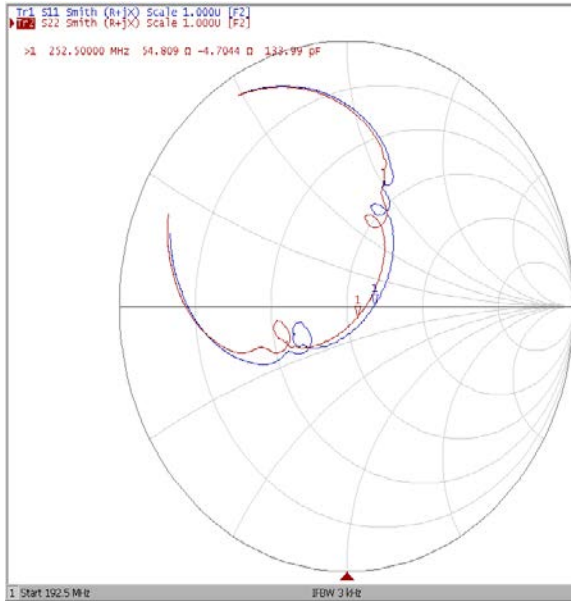 Tr1 S11 Smith (R+jX) Scale 1.000U [F2]
Tr2 S22 Smith (R+jX) Scale 1.000U [F2]
>1 252.50000 MHz 54.809 Ω -4.7044 Ω 133.99 pF
1 1
1 Start 192.5 MHz IFBW 3 kHz